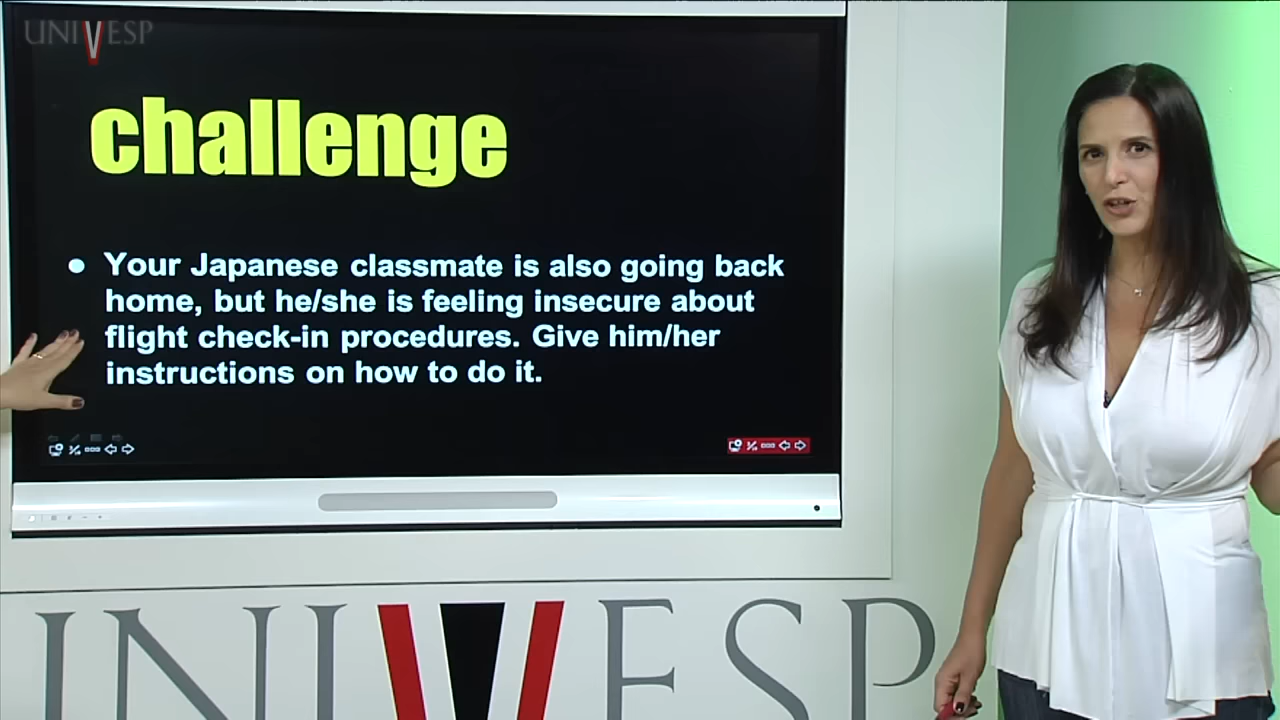 UNIVESP
challenge
• Your Japanese classmate is also going back
home, but he/she is feeling insecure about
flight check-in procedures. Give him/her
instructions on how to do it.
UNIVESP